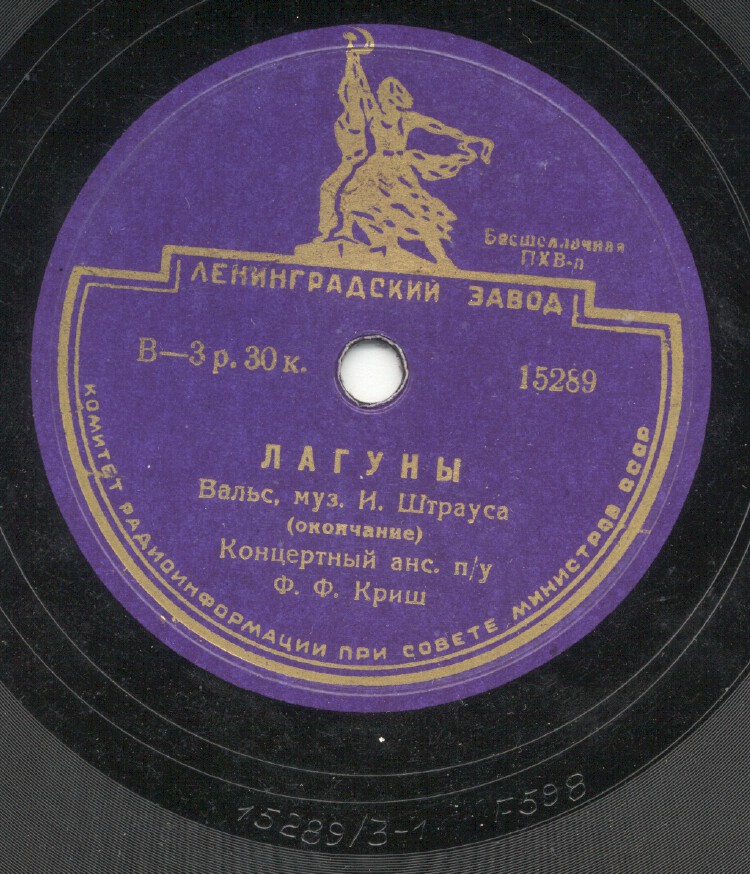 Бесшеллачная
ПХВ-п
ЛЕНИНГРАДСКИЙ ЗАВОД
В—3 р. 30 к.
15289
ЛАГУНЫ
Вальс, муз. И. Штрауса
(окончание)
Концертный анс. п/у
Ф. Ф. Криш
КОМИТЕТ РАДИОИНФОРМАЦИИ ПРИ СОВЕТЕ МИНИСТРОВ СССР
15289/3-1 F598